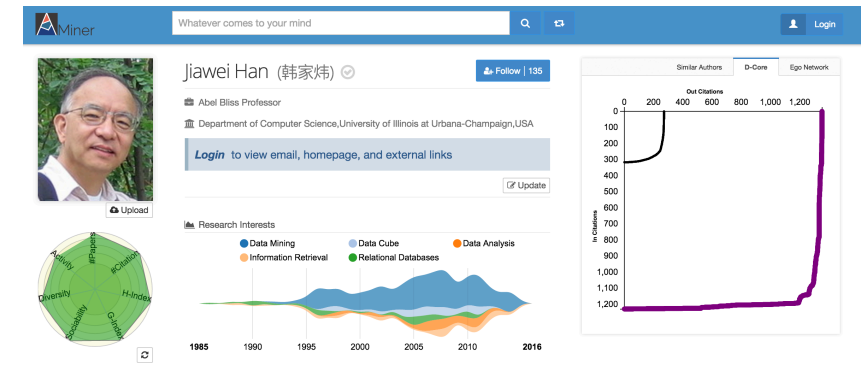 AMiner
Whatever comes to your mind
Login
Jiawei Han (韩家炜)
Follow | 135
Abel Bliss Professor
Department of Computer Science,University of Illinois at Urbana-Champaign,USA
Login to view email, homepage, and external links
Update
Upload
#Papers
#Citation
H-Index
G-Index
Sociability
Diversity
Activity
Research Interests
Data Mining
Data Cube
Data Analysis
Information Retrieval
Relational Databases
1985 1990 1995 2000 2005 2010 2016
Similar Authors
D-Core
Ego Network
Out Citations
0 200 400 600 800 1,000 1,200
In Citations
0
100
200
300
400
500
600
700
800
900
1,000
1,100
1,200